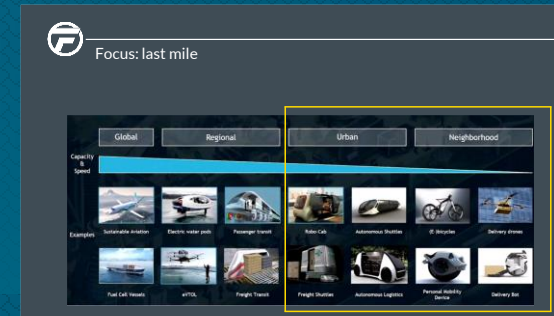 Focus: last mile
Global Regional Urban Neighborhood
Capacity
&
Speed
Examples
Sustainable Aviation Electric water pods Passenger transit Robo-Cab Autonomous Shuttles (E-)bicycles Delivery drones
Fuel Cell Vessels eVTOL Freight Transit Freight Shuttles Autonomous Logistics Personal Mobility Device Delivery Bot